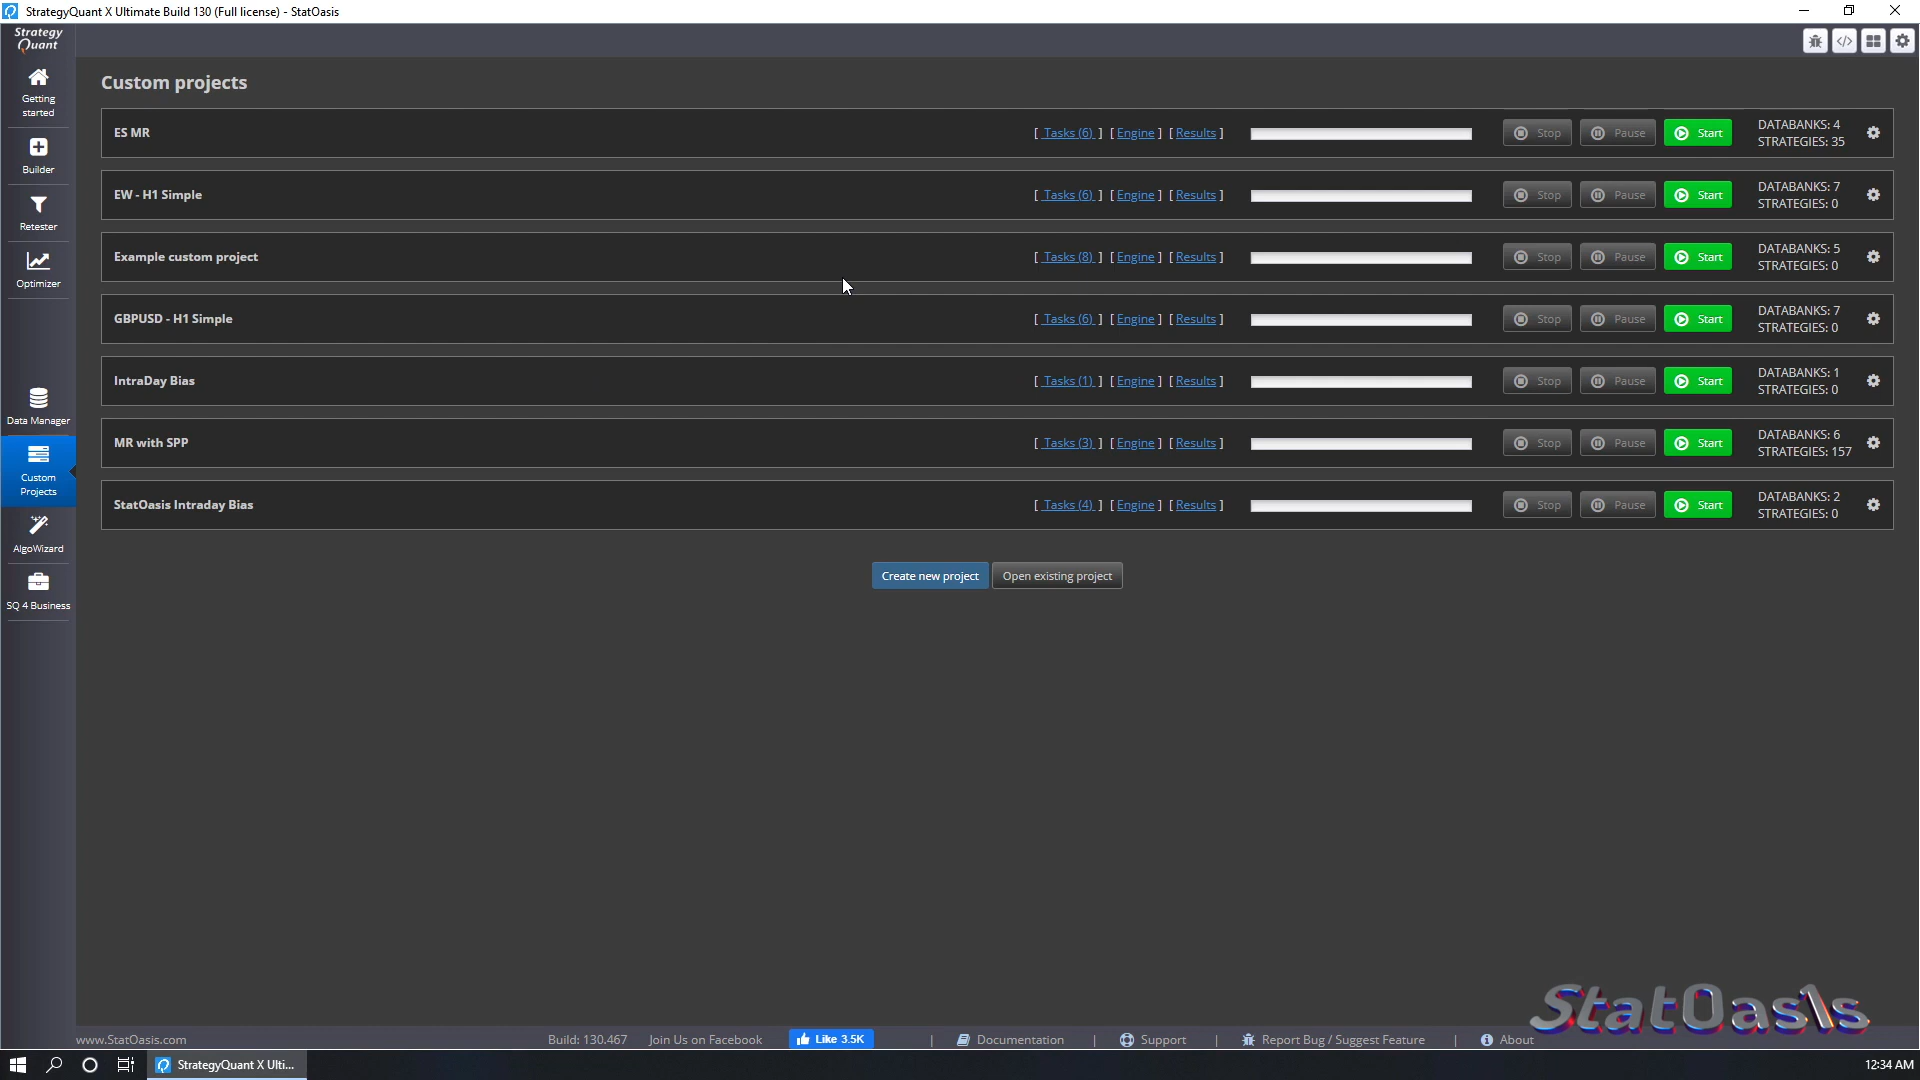 StrategyQuant X Ultimate Build 130 (Full license) - StatOasis
Strategy
Quant
Getting
started
Builder
Retester
Optimizer
Data Manager
Custom
Projects
AlgoWizard
SQ 4 Business
Custom projects
ES MR [ Tasks (6) ] [ Engine ] [ Results ] Stop Pause Start DATABANKS: 4
STRATEGIES: 35
EW - H1 Simple [ Tasks (6) ] [ Engine ] [ Results ] Stop Pause Start DATABANKS: 7
STRATEGIES: 0
Example custom project [ Tasks (8) ] [ Engine ] [ Results ] Stop Pause Start DATABANKS: 5
STRATEGIES: 0
GBPUSD - H1 Simple [ Tasks (6) ] [ Engine ] [ Results ] Stop Pause Start DATABANKS: 7
STRATEGIES: 0
IntraDay Bias [ Tasks (1) ] [ Engine ] [ Results ] Stop Pause Start DATABANKS: 1
STRATEGIES: 0
MR with SPP [ Tasks (3) ] [ Engine ] [ Results ] Stop Pause Start DATABANKS: 6
STRATEGIES: 157
StatOasis Intraday Bias [ Tasks (4) ] [ Engine ] [ Results ] Stop Pause Start DATABANKS: 2
STRATEGIES: 0
Create new project Open existing project
StatOasis
www.StatOasis.com Build: 130.467 Join Us on Facebook Like 3.5K | Documentation | Support | Report Bug / Suggest Feature | About
StrategyQuant X Ulti... 12:34 AM